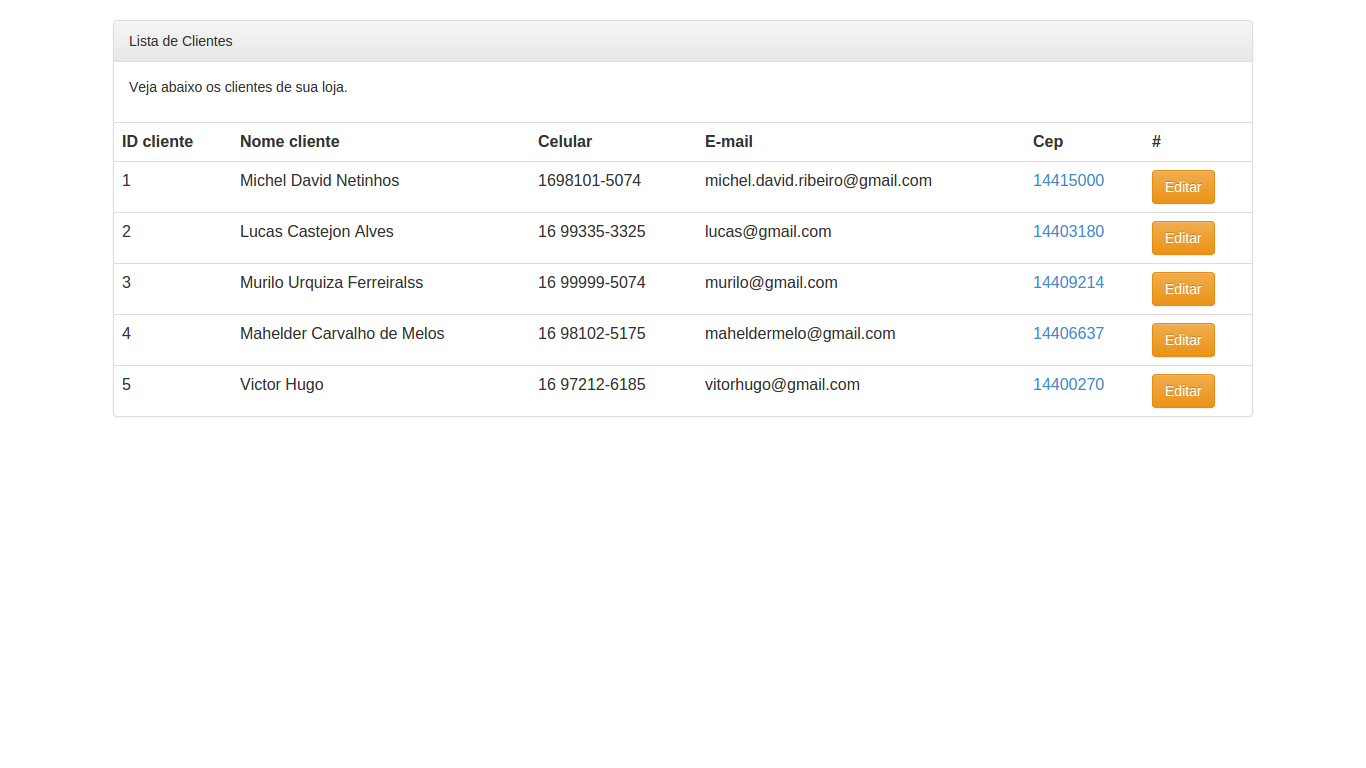 Lista de Clientes
Veja abaixo os clientes de sua loja.
ID cliente Nome cliente Celular E-mail Cep #
1 Michel David Netinhos 1698101-5074 michel.david.ribeiro@gmail.com 14415000 Editar
2 Lucas Castejon Alves 16 99335-3325 lucas@gmail.com 14403180 Editar
3 Murilo Urquiza Ferreiralss 16 99999-5074 murilo@gmail.com 14409214 Editar
4 Mahelder Carvalho de Melos 16 98102-5175 maheldermelo@gmail.com 14406637 Editar
5 Victor Hugo 16 97212-6185 vitorhugo@gmail.com 14400270 Editar